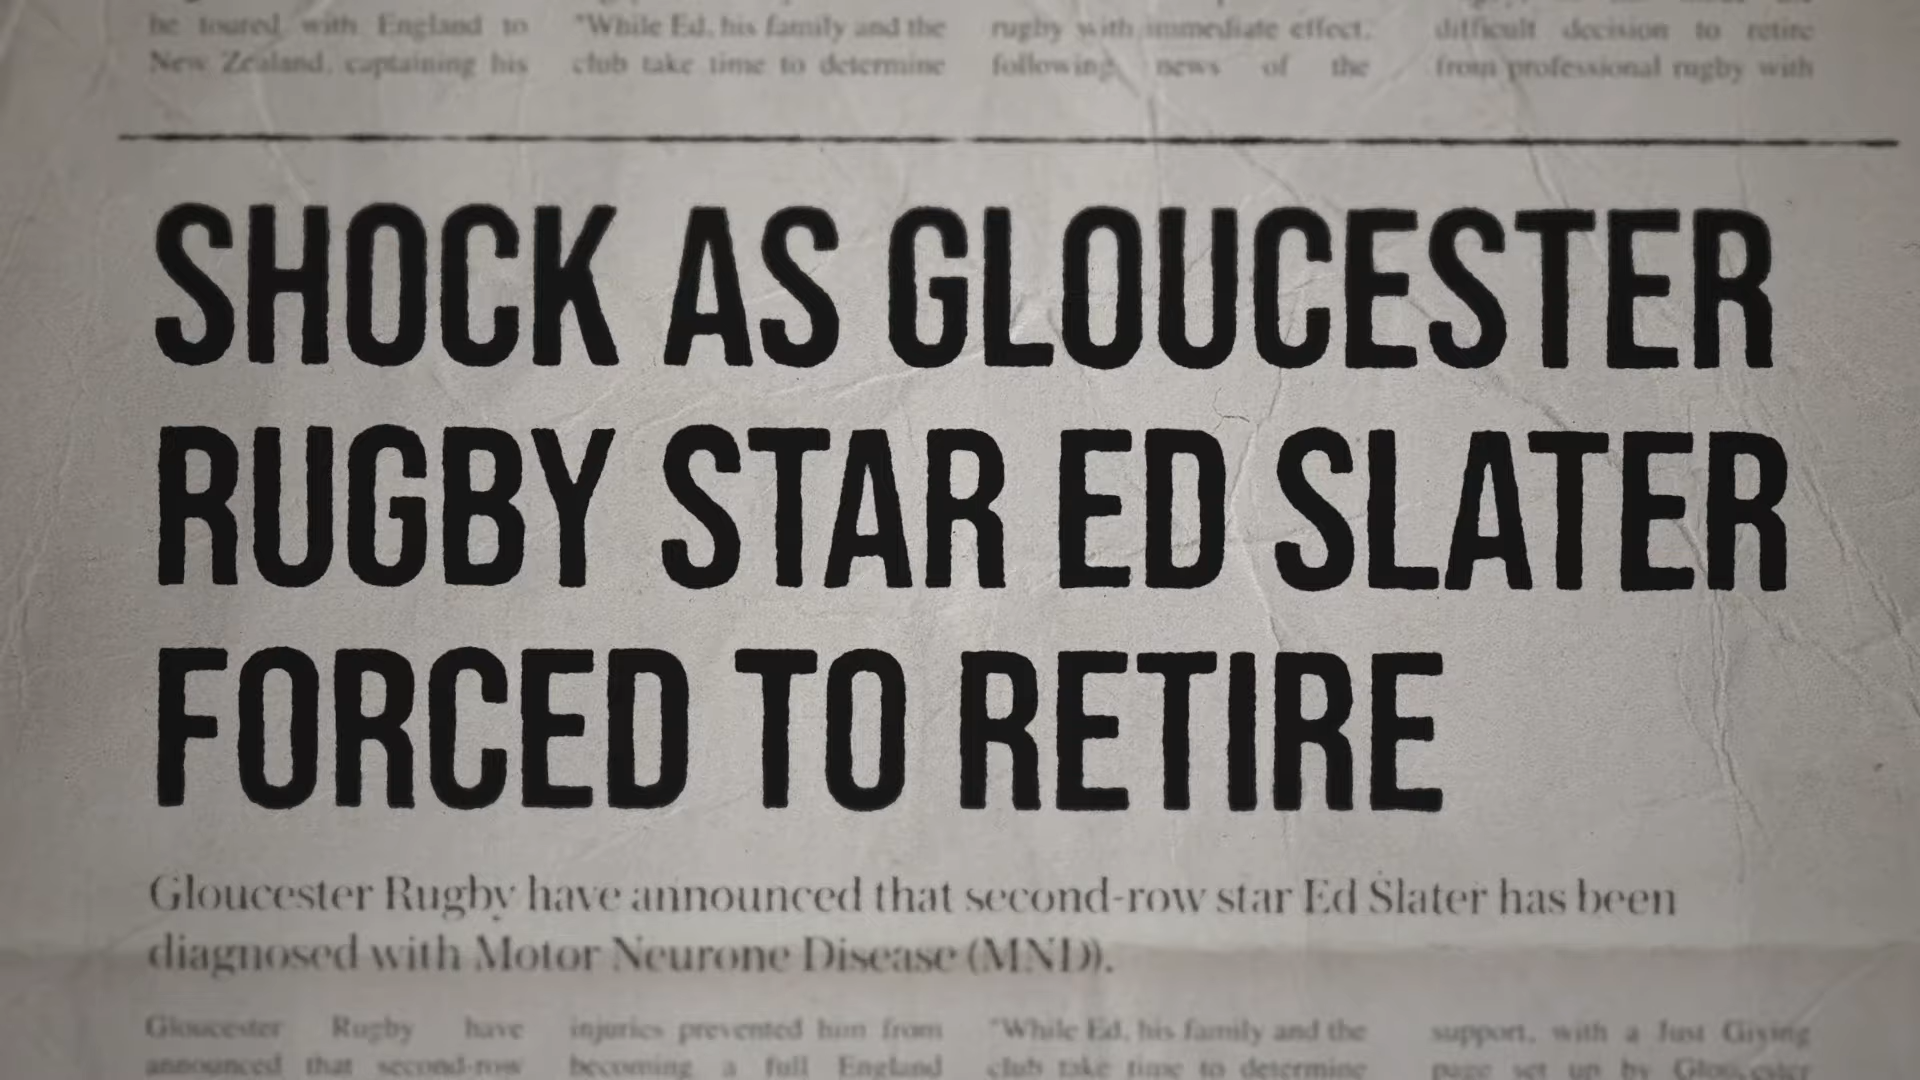 he toured with England to
New Zealand, captaining his
"While Ed, his family and the
club take time to determine
rugby with immediate effect,
following news of the
difficult decision to retire
from professional rugby with
SHOCK AS GLOUCESTER
RUGBY STAR ED SLATER
FORCED TO RETIRE
Gloucester Rugby have announced that second-row star Ed Slater has been
diagnosed with Motor Neurone Disease (MND).
Gloucester Rugby have
announced that second-row
injuries prevented him from
becoming a full England
"While Ed, his family and the
club take time to determine
support, with a Just Giving
page set up by Gloucester